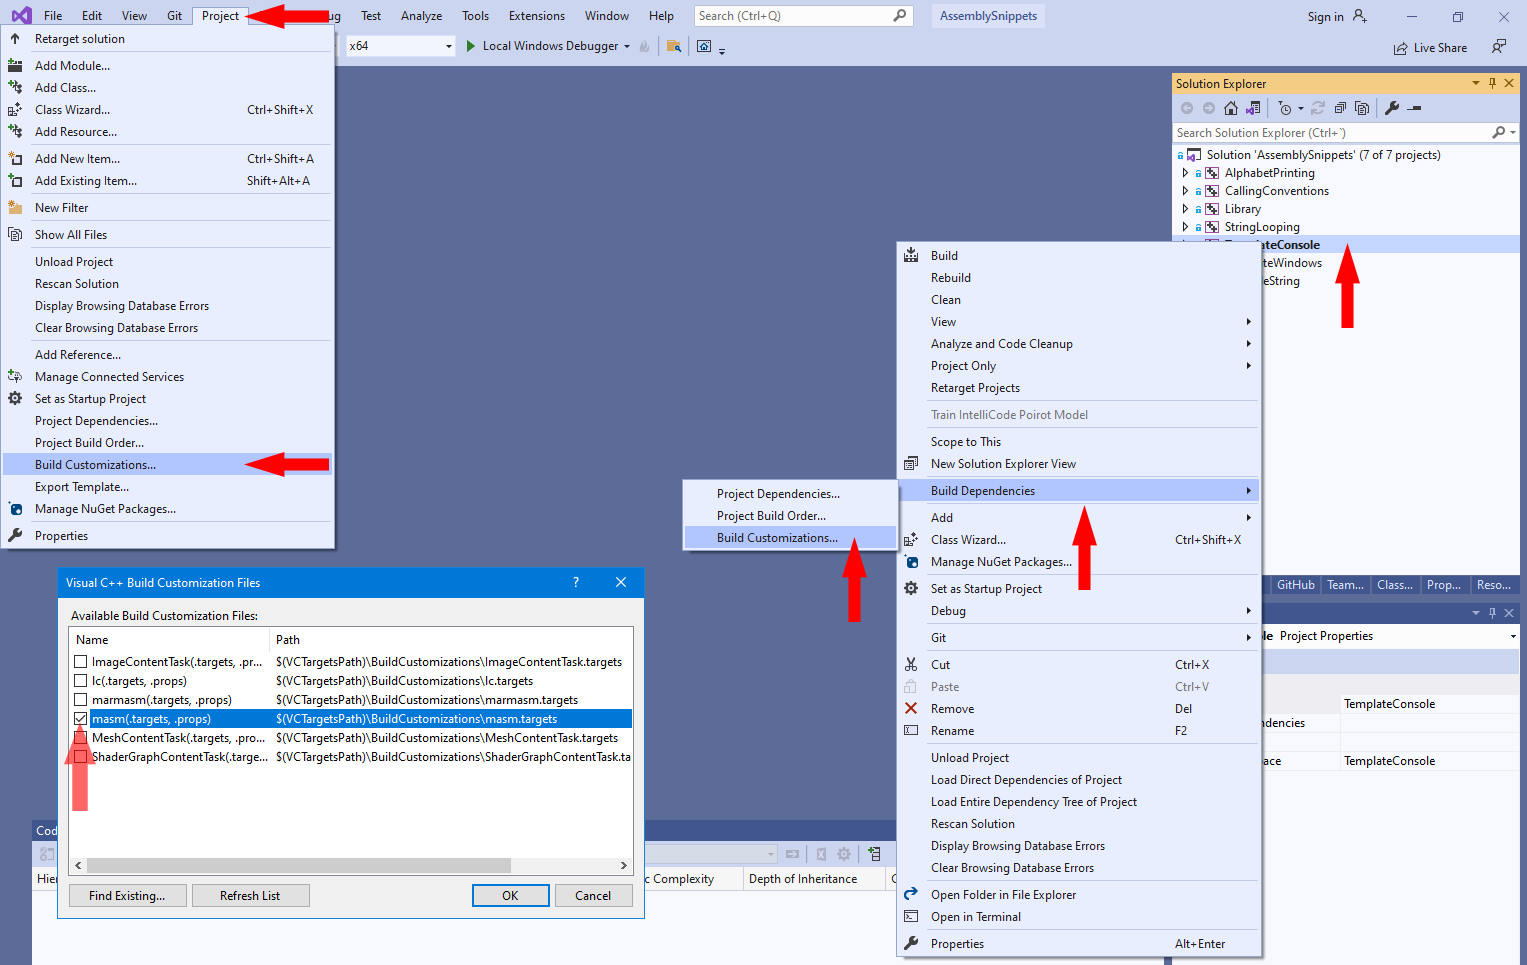 File Edit View Git Project ug Test Analyze Tools Extensions Window Help Search (Ctrl+Q) AssemblySnippets Sign in
x64 Local Windows Debugger Live Share
Retarget solution
Add Module...
Add Class...
Class Wizard... Ctrl+Shift+X
Add Resource...
Add New Item... Ctrl+Shift+A
Add Existing Item... Shift+Alt+A
New Filter
Show All Files
Unload Project
Rescan Solution
Display Browsing Database Errors
Clear Browsing Database Errors
Add Reference...
Manage Connected Services
Set as Startup Project
Project Dependencies...
Project Build Order...
Build Customizations...
Export Template...
Manage NuGet Packages...
Properties
Solution Explorer
Search Solution Explorer (Ctrl+`)
Solution 'AssemblySnippets' (7 of 7 projects)
AlphabetPrinting
CallingConventions
Library
StringLooping
TemplateConsole
teWindows
eString
Build
Rebuild
Clean
View
Analyze and Code Cleanup
Project Only
Retarget Projects
Train IntelliCode Poirot Model
Scope to This
New Solution Explorer View
Build Dependencies
Add
Class Wizard... Ctrl+Shift+X
Manage NuGet Packages...
Set as Startup Project
Debug
Git
Cut Ctrl+X
Paste Ctrl+V
Remove Del
Rename F2
Unload Project
Load Direct Dependencies of Project
Load Entire Dependency Tree of Project
Rescan Solution
Display Browsing Database Errors
Clear Browsing Database Errors
Open Folder in File Explorer
Open in Terminal
Properties Alt+Enter
Project Dependencies...
Project Build Order...
Build Customizations...
GitHub Team... Class... Prop... Reso...
le Project Properties
TemplateConsole
ndencies
ace TemplateConsole
Visual C++ Build Customization Files ?
Available Build Customization Files:
Name Path
ImageContentTask(.targets, .pr... $(VCTargetsPath)\BuildCustomizations\ImageContentTask.targets
lc(.targets, .props) $(VCTargetsPath)\BuildCustomizations\lc.targets
marmasm(.targets, .props) $(VCTargetsPath)\BuildCustomizations\marmasm.targets
masm(.targets, .props) $(VCTargetsPath)\BuildCustomizations\masm.targets
MeshContentTask(.targets, .pro... $(VCTargetsPath)\BuildCustomizations\MeshContentTask.targets
ShaderGraphContentTask(.targe... $(VCTargetsPath)\BuildCustomizations\ShaderGraphContentTask.ta
Find Existing... Refresh List OK Cancel
Cod
Hier c Complexity Depth of Inheritance C